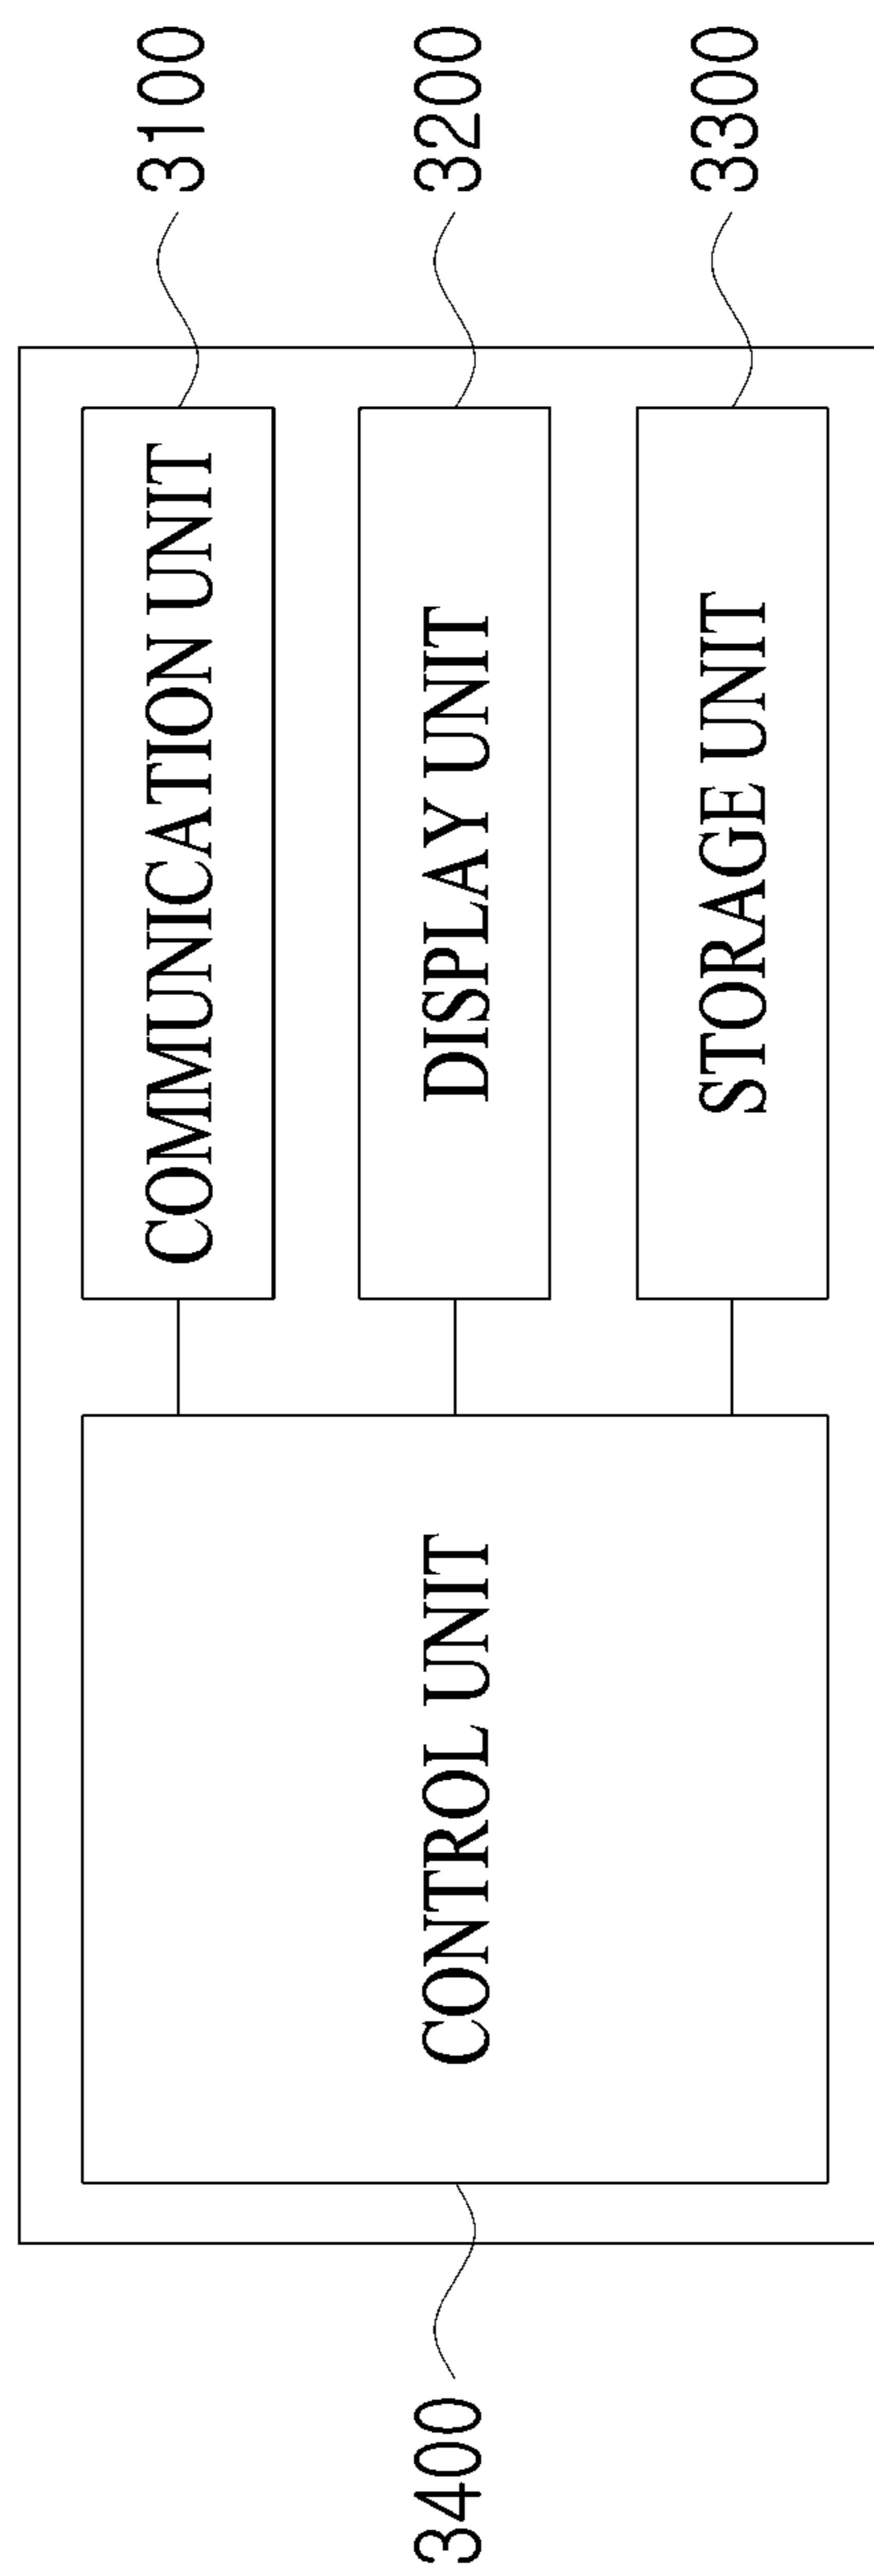 3400
CONTROL UNIT
COMMUNICATION UNIT
3100
DISPLAY UNIT
3200
STORAGE UNIT
3300